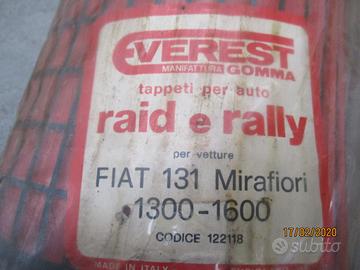 EVEREST
MANIFATTURA GOMMA
tappeti per auto
raid e rally
per vetture
FIAT 131 Mirafiori
1300-1600
CODICE 122118
MADE IN ITALY
17/02/2020
subito